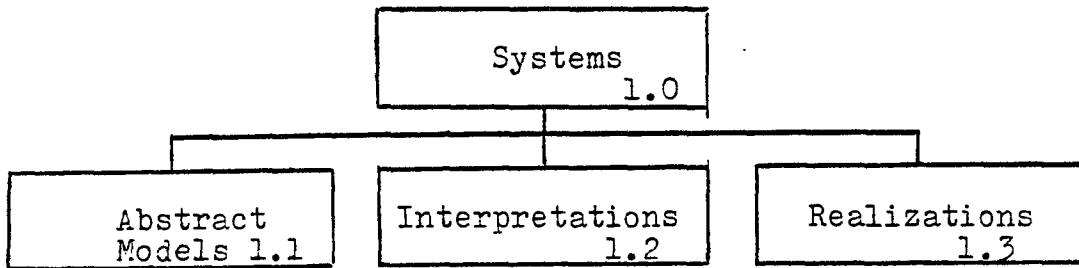 Systems
1.0
Abstract
Models 1.1
Interpretations
1.2
Realizations
1.3